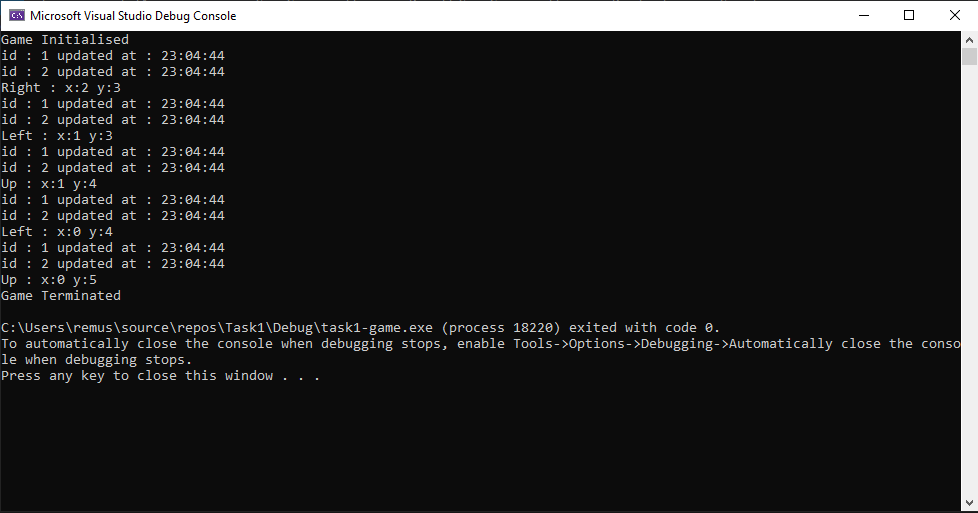 Microsoft Visual Studio Debug Console
Game Initialised
id : 1 updated at : 23:04:44
id : 2 updated at : 23:04:44
Right : x:2 y:3
id : 1 updated at : 23:04:44
id : 2 updated at : 23:04:44
Left : x:1 y:3
id : 1 updated at : 23:04:44
id : 2 updated at : 23:04:44
Up : x:1 y:4
id : 1 updated at : 23:04:44
id : 2 updated at : 23:04:44
Left : x:0 y:4
id : 1 updated at : 23:04:44
id : 2 updated at : 23:04:44
Up : x:0 y:5
Game Terminated
C:\Users\remus\source\repos\Task1\Debug\task1-game.exe (process 18220) exited with code 0.
To automatically close the console when debugging stops, enable Tools->Options->Debugging->Automatically close the conso
le when debugging stops.
Press any key to close this window . . .